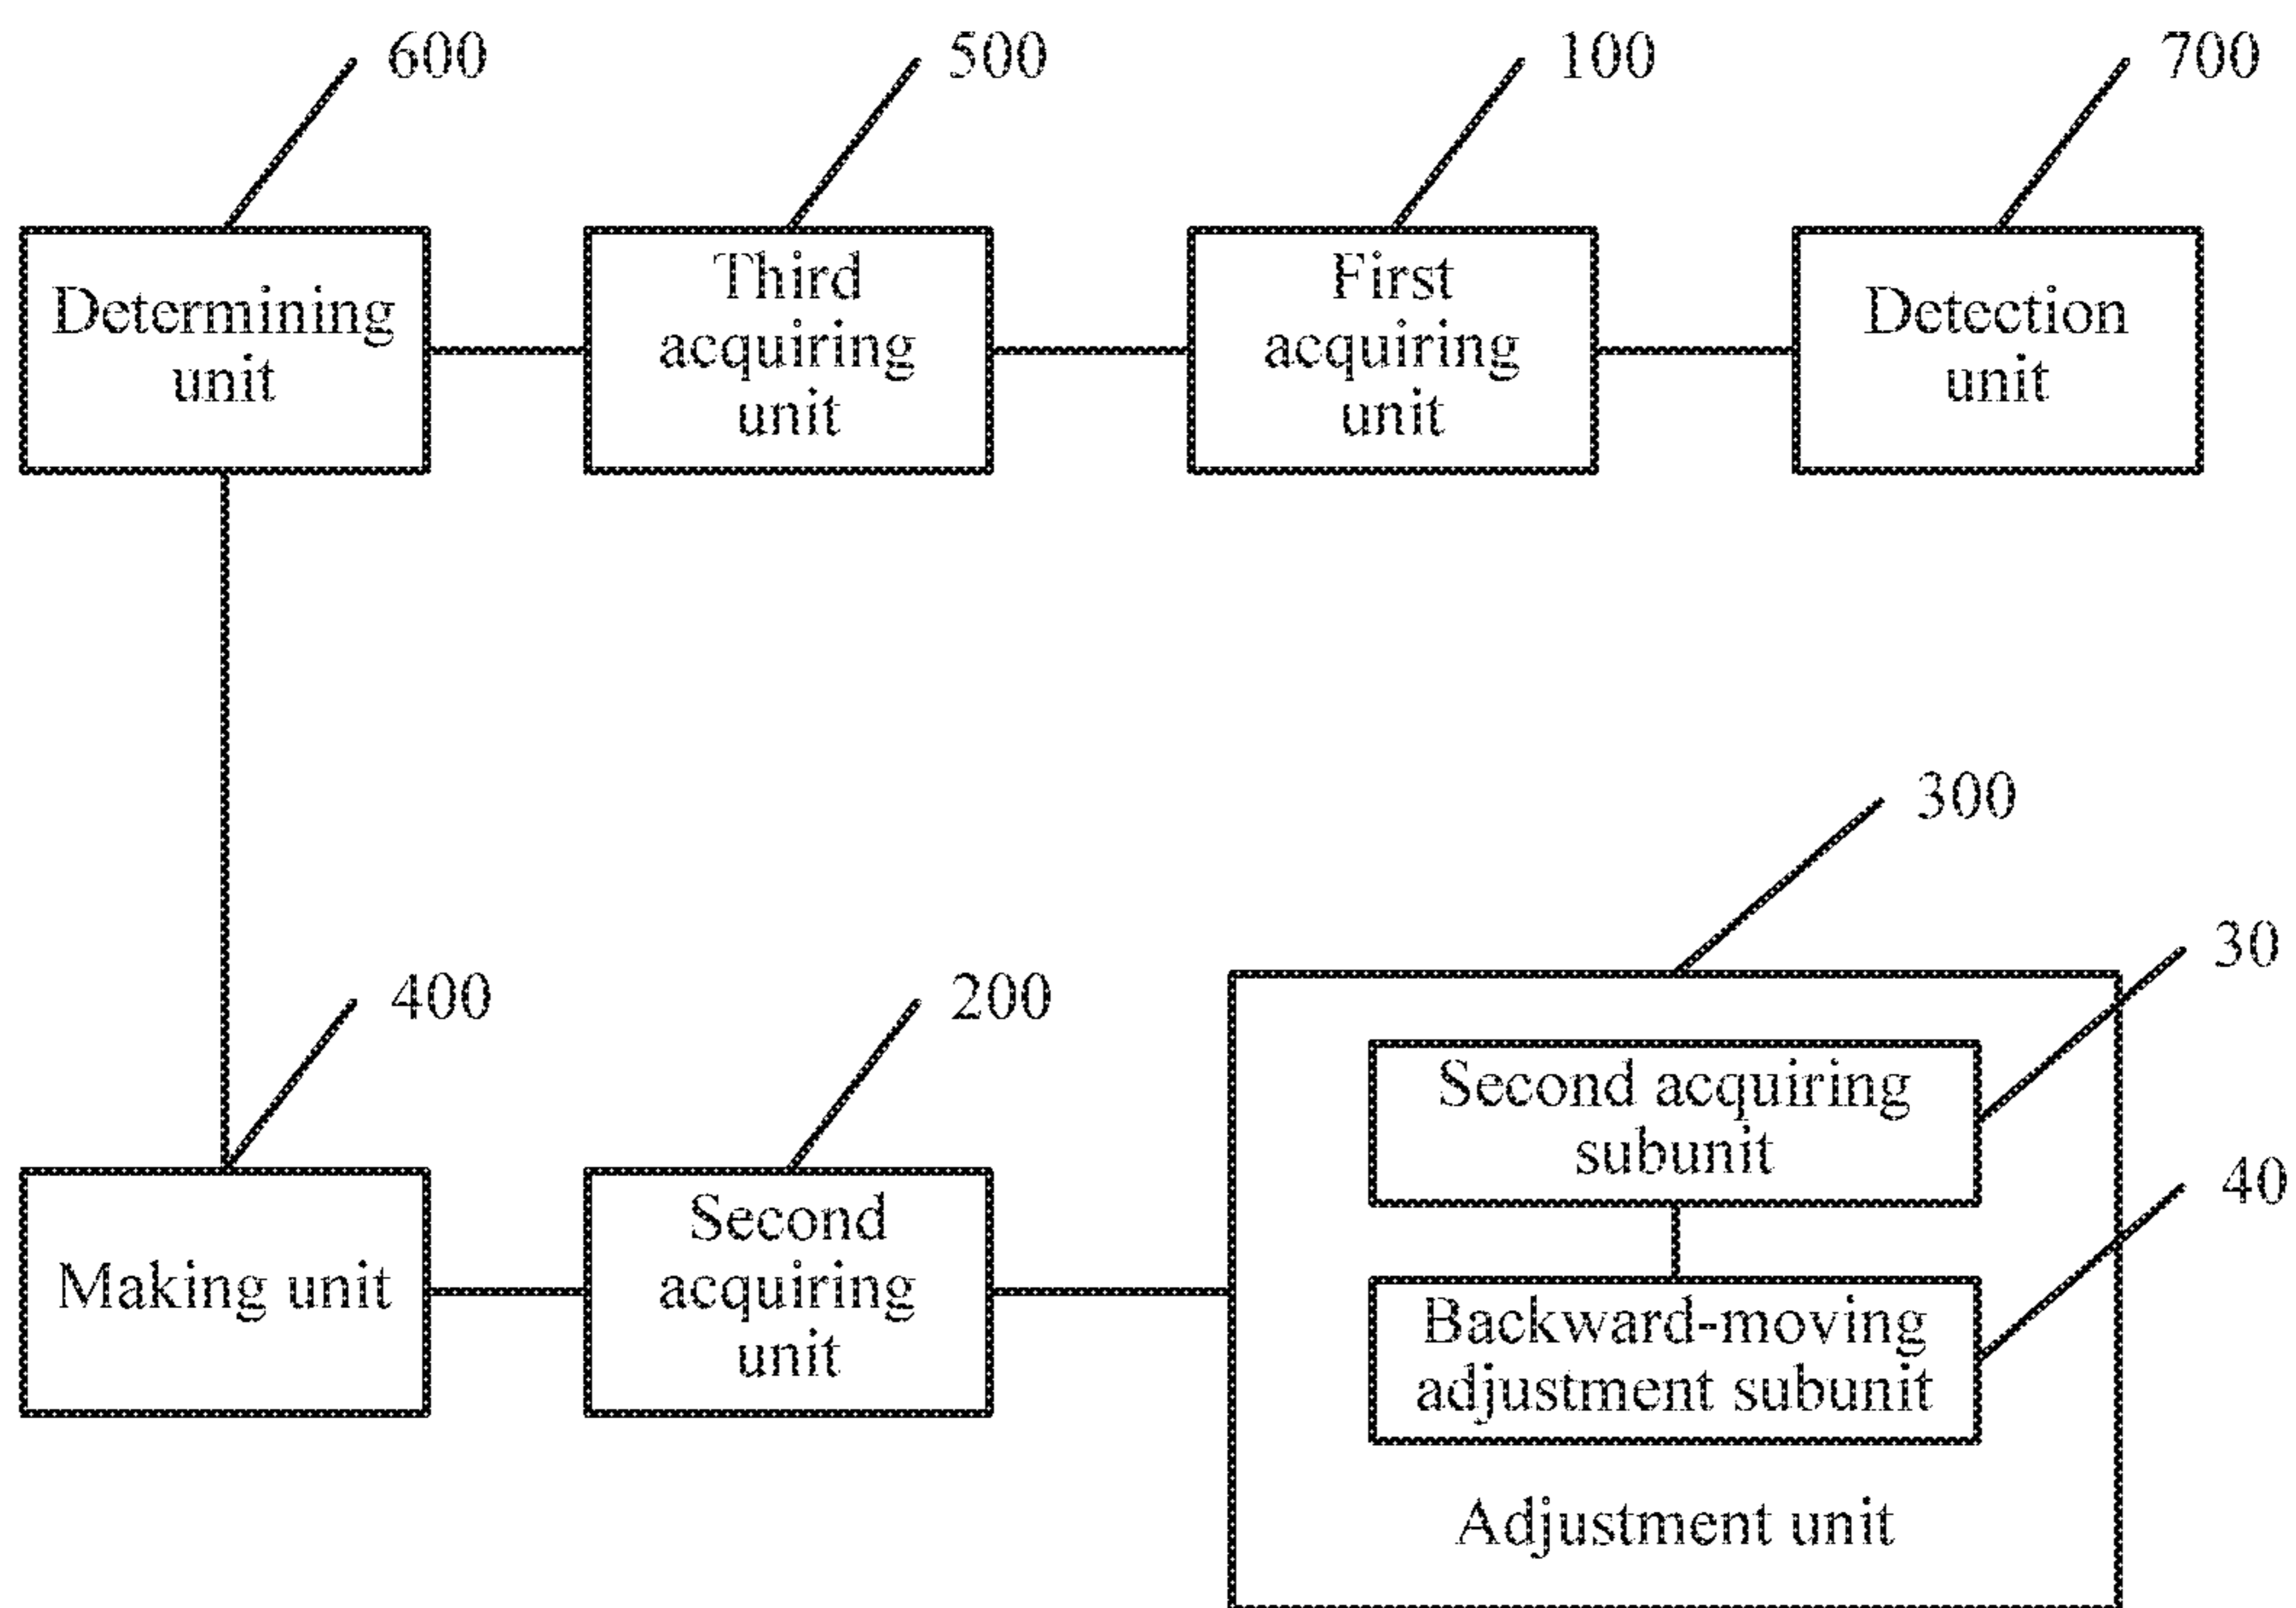 600
500
100
700
Determining
unit
Third
acquiring
unit
First
acquiring
unit
Detection
unit
300
30
400
200
Second acquiring
subunit
40
Making unit
Second
acquiring
unit
Backward-moving
adjustment subunit
Adjustment unit